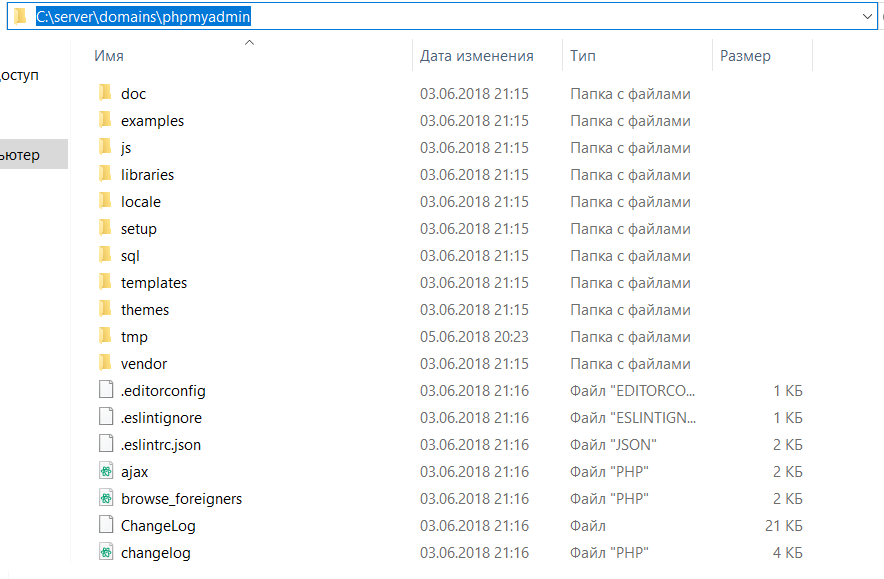 C:\server\domains\phpmyadmin
Имя Дата изменения Тип Размер
оступ
doc 03.06.2018 21:15 Папка с файлами
examples 03.06.2018 21:15 Папка с файлами
js 03.06.2018 21:15 Папка с файлами
ьютер
libraries 03.06.2018 21:15 Папка с файлами
locale 03.06.2018 21:15 Папка с файлами
setup 03.06.2018 21:15 Папка с файлами
sql 03.06.2018 21:15 Папка с файлами
templates 03.06.2018 21:15 Папка с файлами
themes 03.06.2018 21:15 Папка с файлами
tmp 05.06.2018 20:23 Папка с файлами
vendor 03.06.2018 21:15 Папка с файлами
.editorconfig 03.06.2018 21:16 Файл "EDITORCO... 1 КБ
.eslintignore 03.06.2018 21:16 Файл "ESLINTIGN... 1 КБ
.eslintrc.json 03.06.2018 21:16 Файл "JSON" 2 КБ
ajax 03.06.2018 21:16 Файл "PHP" 2 КБ
browse_foreigners 03.06.2018 21:16 Файл "PHP" 2 КБ
ChangeLog 03.06.2018 21:16 Файл 21 КБ
changelog 03.06.2018 21:16 Файл "PHP" 4 КБ